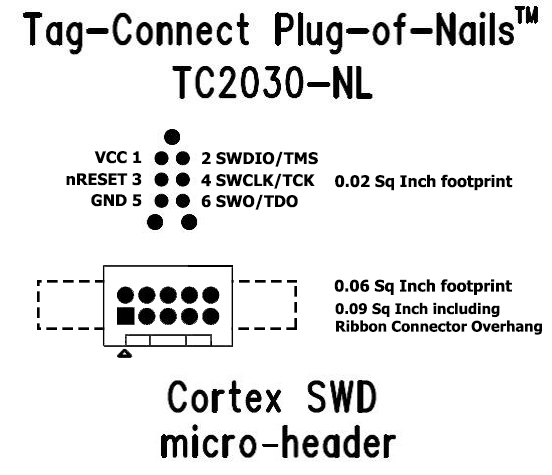 Tag-Connect Plug-of-Nails™
TC2030-NL
VCC 1 2 SWDIO/TMS
nRESET 3 4 SWCLK/TCK 0.02 Sq Inch footprint
GND 5 6 SWO/TDO
0.06 Sq Inch footprint
0.09 Sq Inch including
Ribbon Connector Overhang
Cortex SWD
micro-header